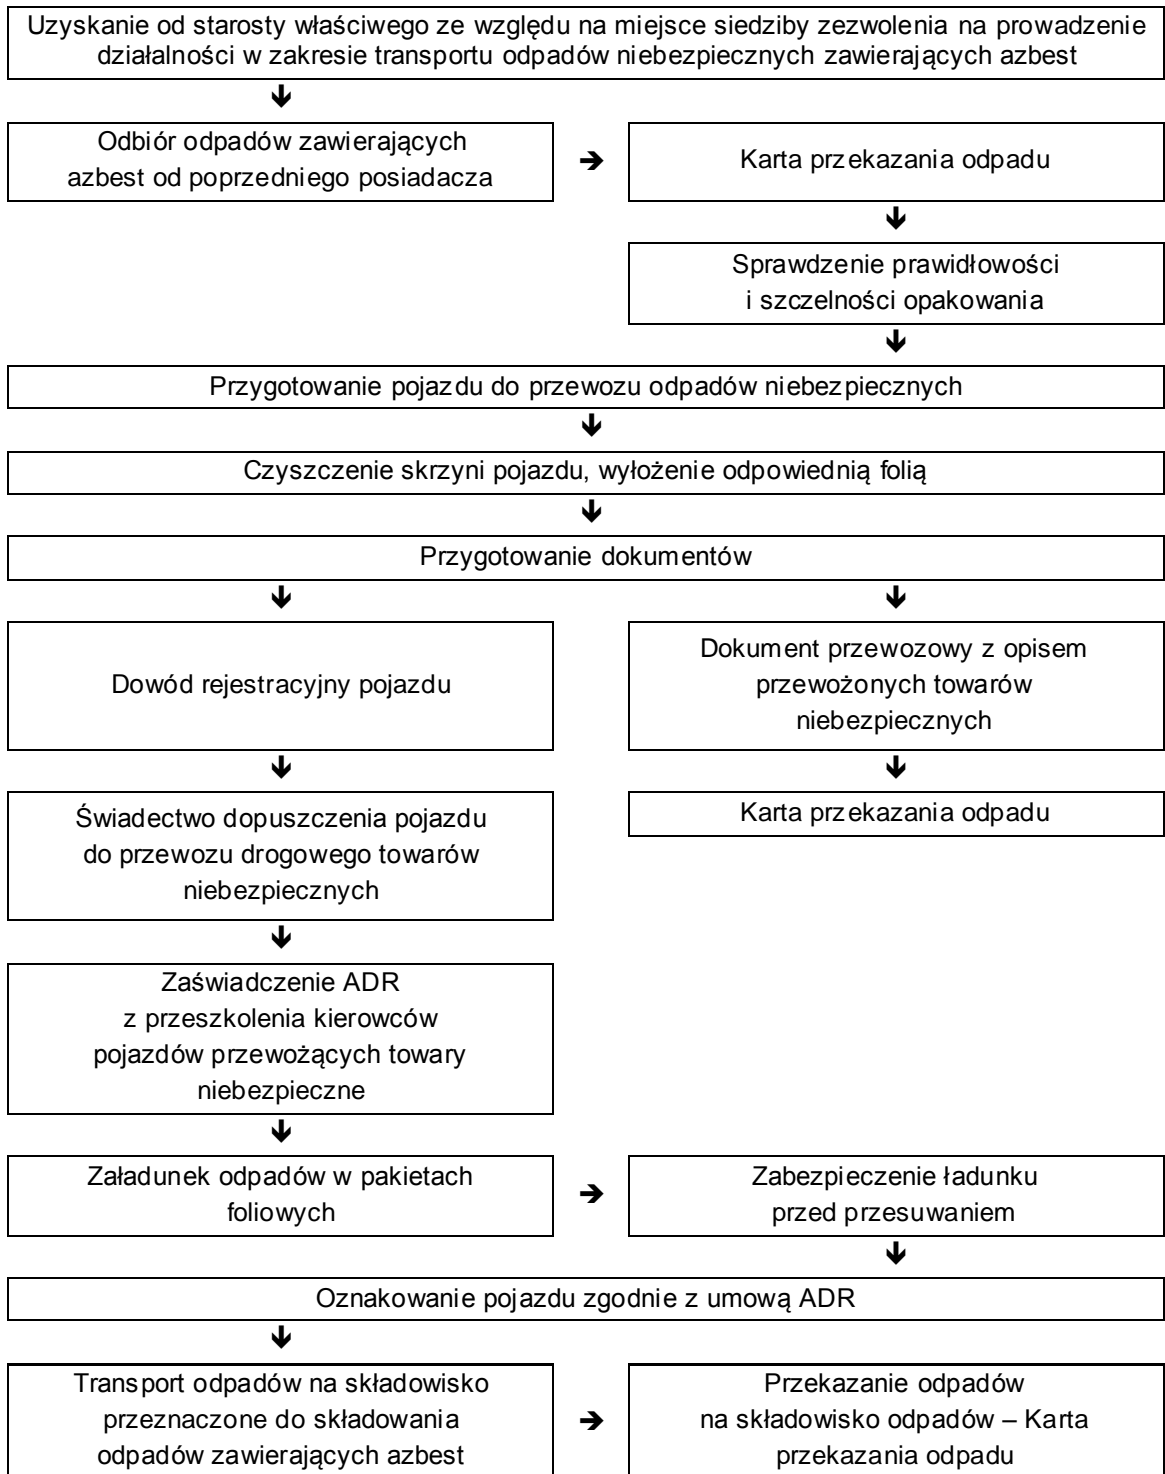 Uzyskanie od starosty właściwego ze względu na miejsce siedziby zezwolenia na prowadzenie
działalności w zakresie transportu odpadów niebezpiecznych zawierających azbest
Odbiór odpadów zawierających
azbest od poprzedniego posiadacza
Karta przekazania odpadu
Sprawdzenie prawidłowości
i szczelności opakowania
Przygotowanie pojazdu do przewozu odpadów niebezpiecznych
Czyszczenie skrzyni pojazdu, wyłożenie odpowiednią folią
Przygotowanie dokumentów
Dowód rejestracyjny pojazdu
Dokument przewozowy z opisem
przewożonych towarów
niebezpiecznych
Świadectwo dopuszczenia pojazdu
do przewozu drogowego towarów
niebezpiecznych
Karta przekazania odpadu
Zaświadczenie ADR
z przeszkolenia kierowców
pojazdów przewożących towary
niebezpieczne
Załadunek odpadów w pakietach
foliowych
Zabezpieczenie ładunku
przed przesuwaniem
Oznakowanie pojazdu zgodnie z umową ADR
Transport odpadów na składowisko
przeznaczone do składowania
odpadów zawierających azbest
Przekazanie odpadów
na składowisko odpadów – Karta
przekazania odpadu